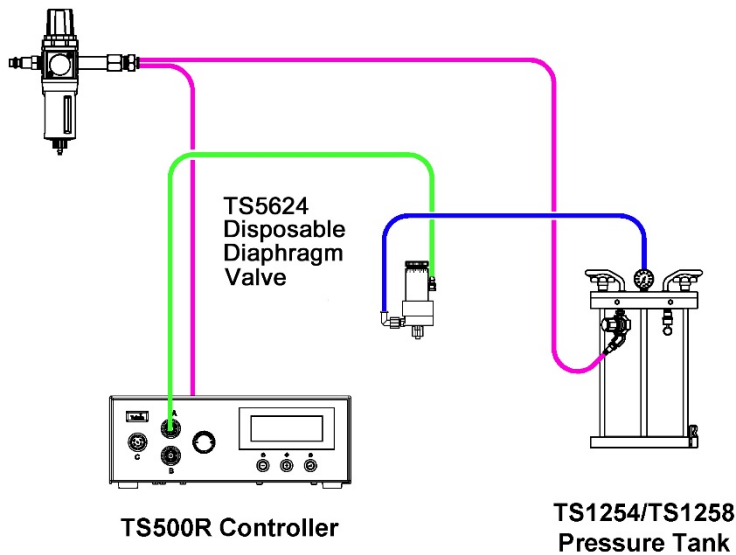 TS5624
Disposable
Diaphragm
Valve
A
C
B
TS500R Controller
TS1254/TS1258
Pressure Tank